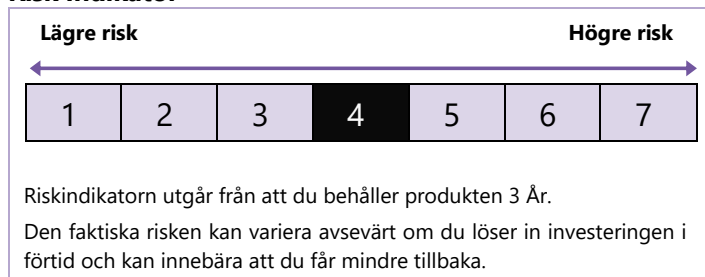 Lägre risk Högre risk
1 2 3 4 5 6 7
Riskindikatorn utgår från att du behåller produkten 3 År.
Den faktiska risken kan variera avsevärt om du löser in investeringen i
förtid och kan innebära att du får mindre tillbaka.